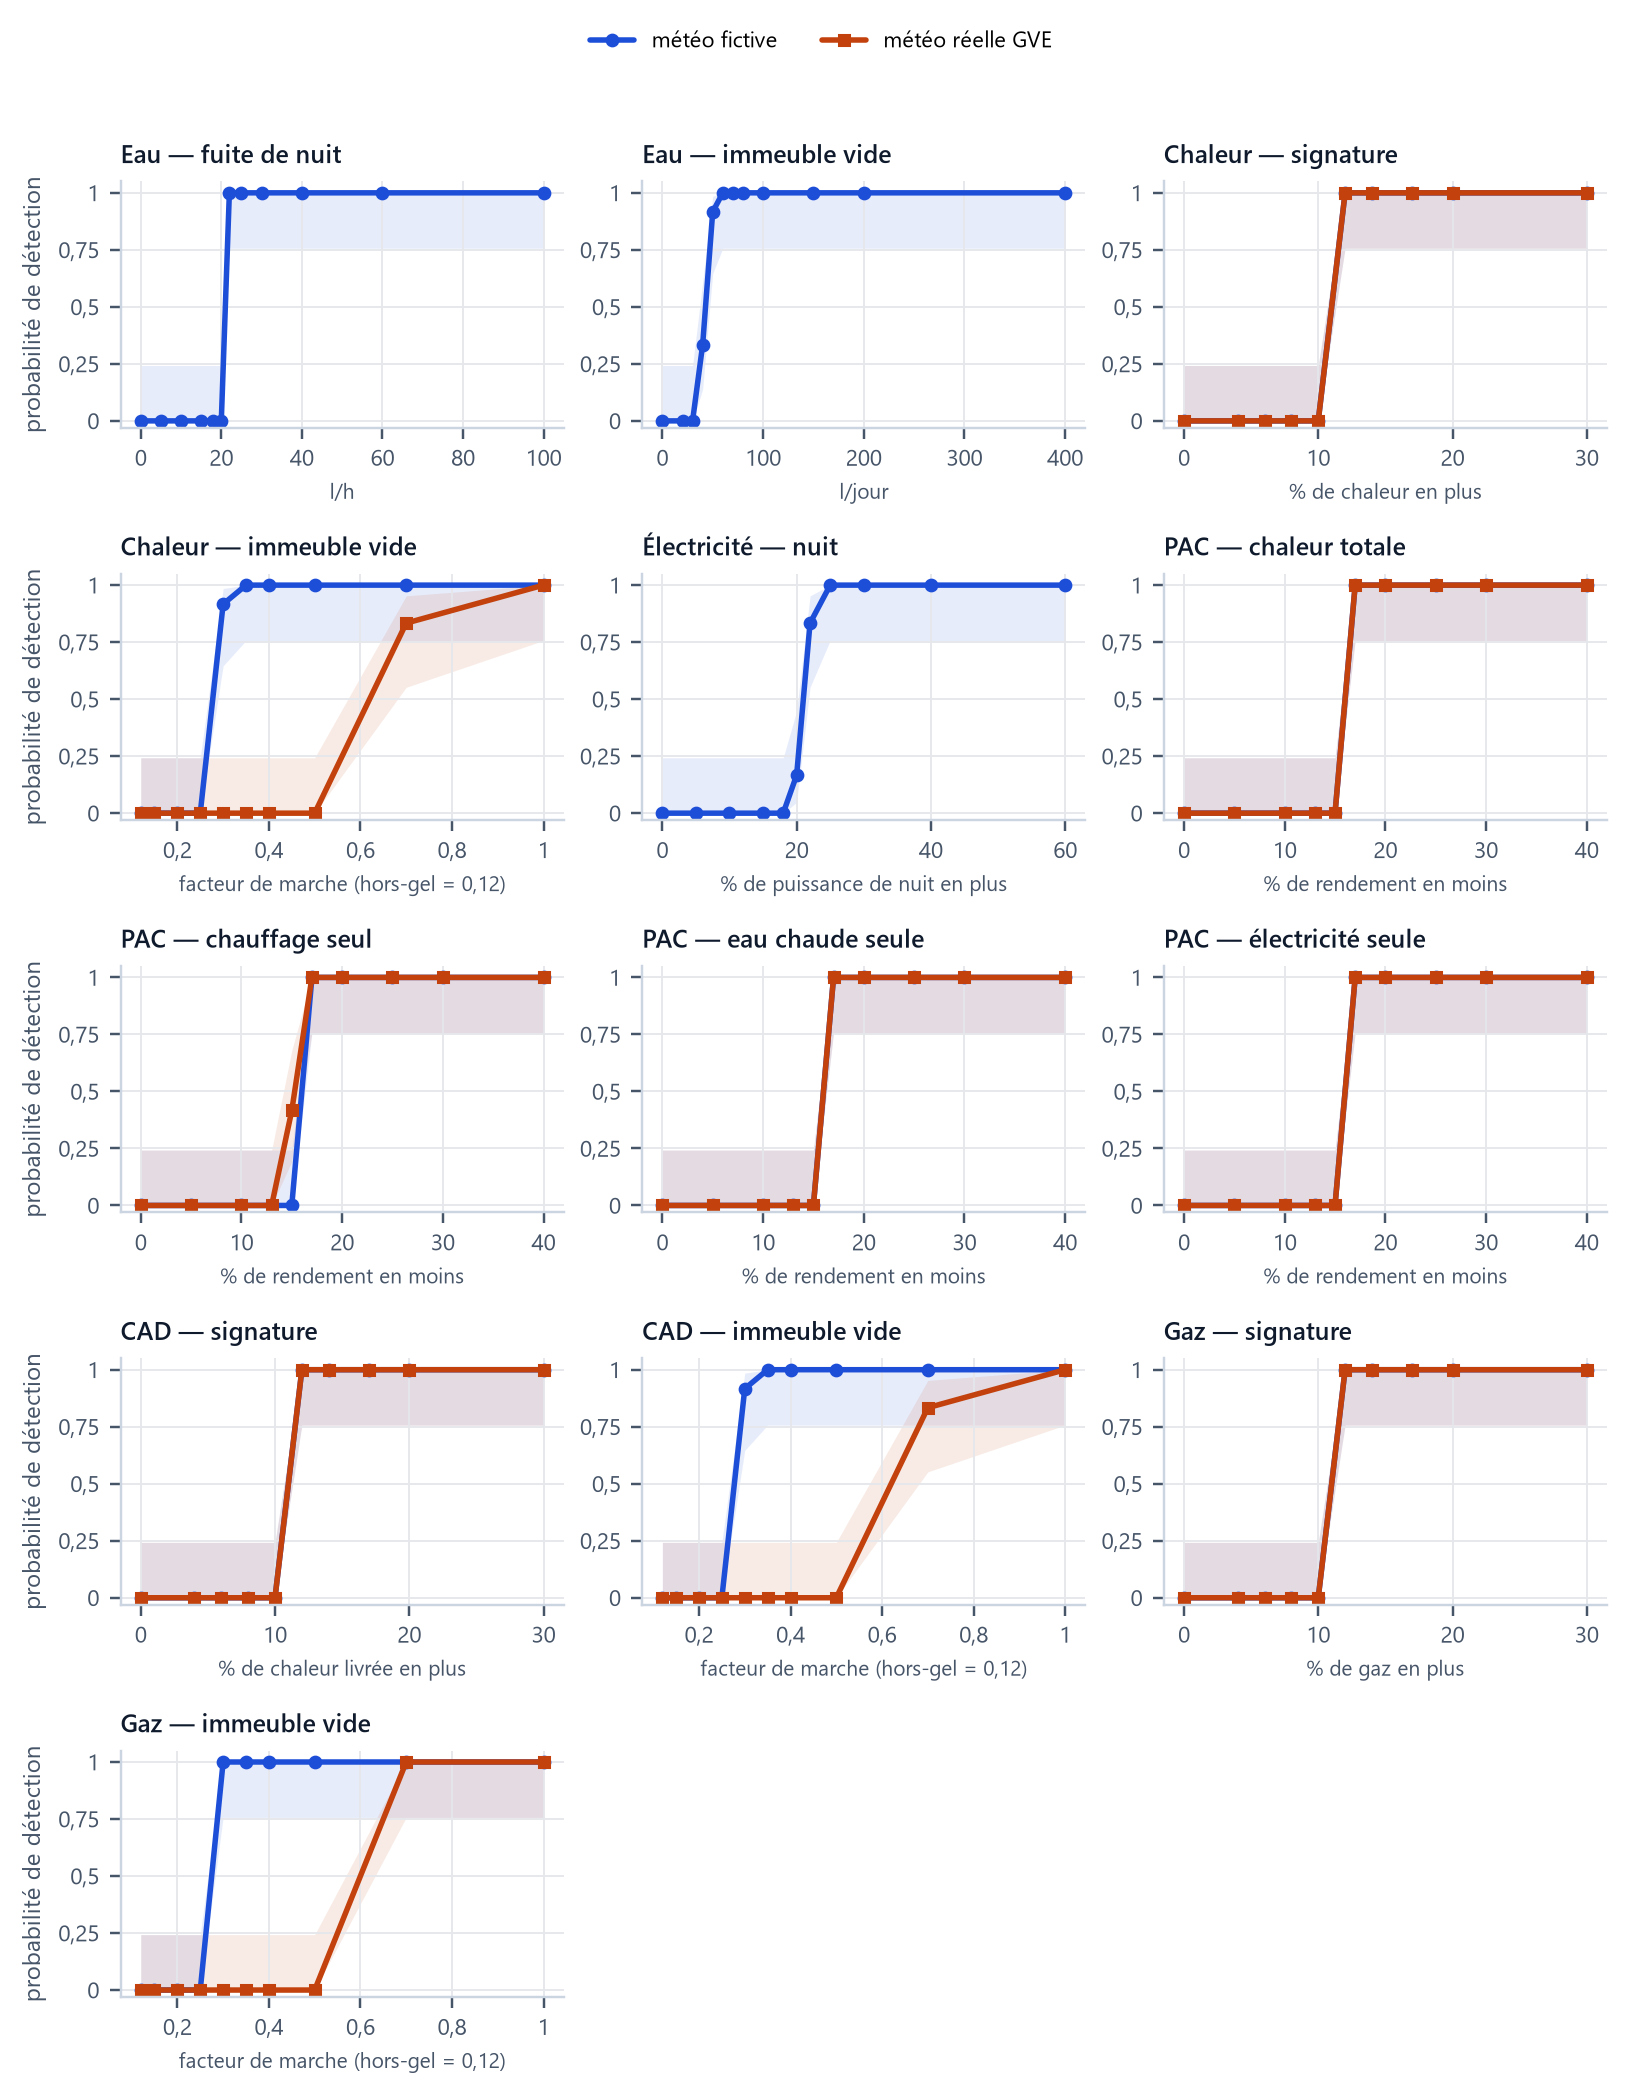 météo fictive météo réelle GVE
Eau — fuite de nuit
probabilité de détection
1
0,75
0,5
0,25
0
0 20 40 60 80 100
l/h
Eau — immeuble vide
1
0,75
0,5
0,25
0
0 100 200 300 400
l/jour
Chaleur — signature
1
0,75
0,5
0,25
0
0 10 20 30
% de chaleur en plus
Chaleur — immeuble vide
probabilité de détection
1
0,75
0,5
0,25
0
0,2 0,4 0,6 0,8 1
facteur de marche (hors-gel = 0,12)
Électricité — nuit
1
0,75
0,5
0,25
0
0 20 40 60
% de puissance de nuit en plus
PAC — chaleur totale
1
0,75
0,5
0,25
0
0 10 20 30 40
% de rendement en moins
PAC — chauffage seul
probabilité de détection
1
0,75
0,5
0,25
0
0 10 20 30 40
% de rendement en moins
PAC — eau chaude seule
1
0,75
0,5
0,25
0
0 10 20 30 40
% de rendement en moins
PAC — électricité seule
1
0,75
0,5
0,25
0
0 10 20 30 40
% de rendement en moins
CAD — signature
probabilité de détection
1
0,75
0,5
0,25
0
0 10 20 30
% de chaleur livrée en plus
CAD — immeuble vide
1
0,75
0,5
0,25
0
0,2 0,4 0,6 0,8 1
facteur de marche (hors-gel = 0,12)
Gaz — signature
1
0,75
0,5
0,25
0
0 10 20 30
% de gaz en plus
Gaz — immeuble vide
probabilité de détection
1
0,75
0,5
0,25
0
0,2 0,4 0,6 0,8 1
facteur de marche (hors-gel = 0,12)